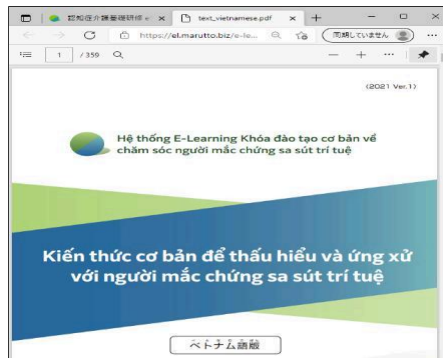 認知症介護基礎研修
text_vietnamese.pdf
https://el.marutto.biz/e-le...
同期していません
1 / 359
(2021 Ver.1)
Hệ thống E-Learning Khóa đào tạo cơ bản về
chăm sóc người mắc chứng sa sút trí tuệ
Kiến thức cơ bản để thấu hiểu và ứng xử
với người mắc chứng sa sút trí tuệ
ベトナム語版